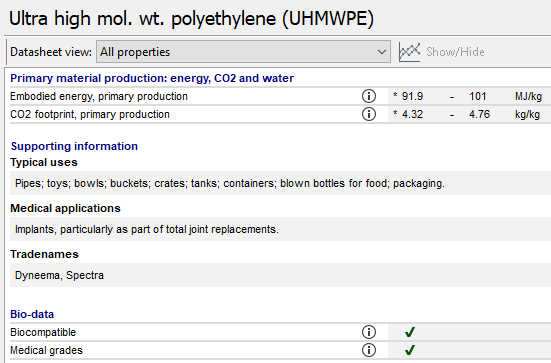 Ultra high mol. wt. polyethylene (UHMWPE)
Datasheet view: All properties Show/Hide
Primary material production: energy, CO2 and water
Embodied energy, primary production * 91.9 - 101 MJ/kg
CO2 footprint, primary production * 4.32 - 4.76 kg/kg
Supporting information
Typical uses
Pipes; toys; bowls; buckets; crates; tanks; containers; blown bottles for food; packaging.
Medical applications
Implants, particularly as part of total joint replacements.
Tradenames
Dyneema, Spectra
Bio-data
Biocompatible ✔
Medical grades ✔